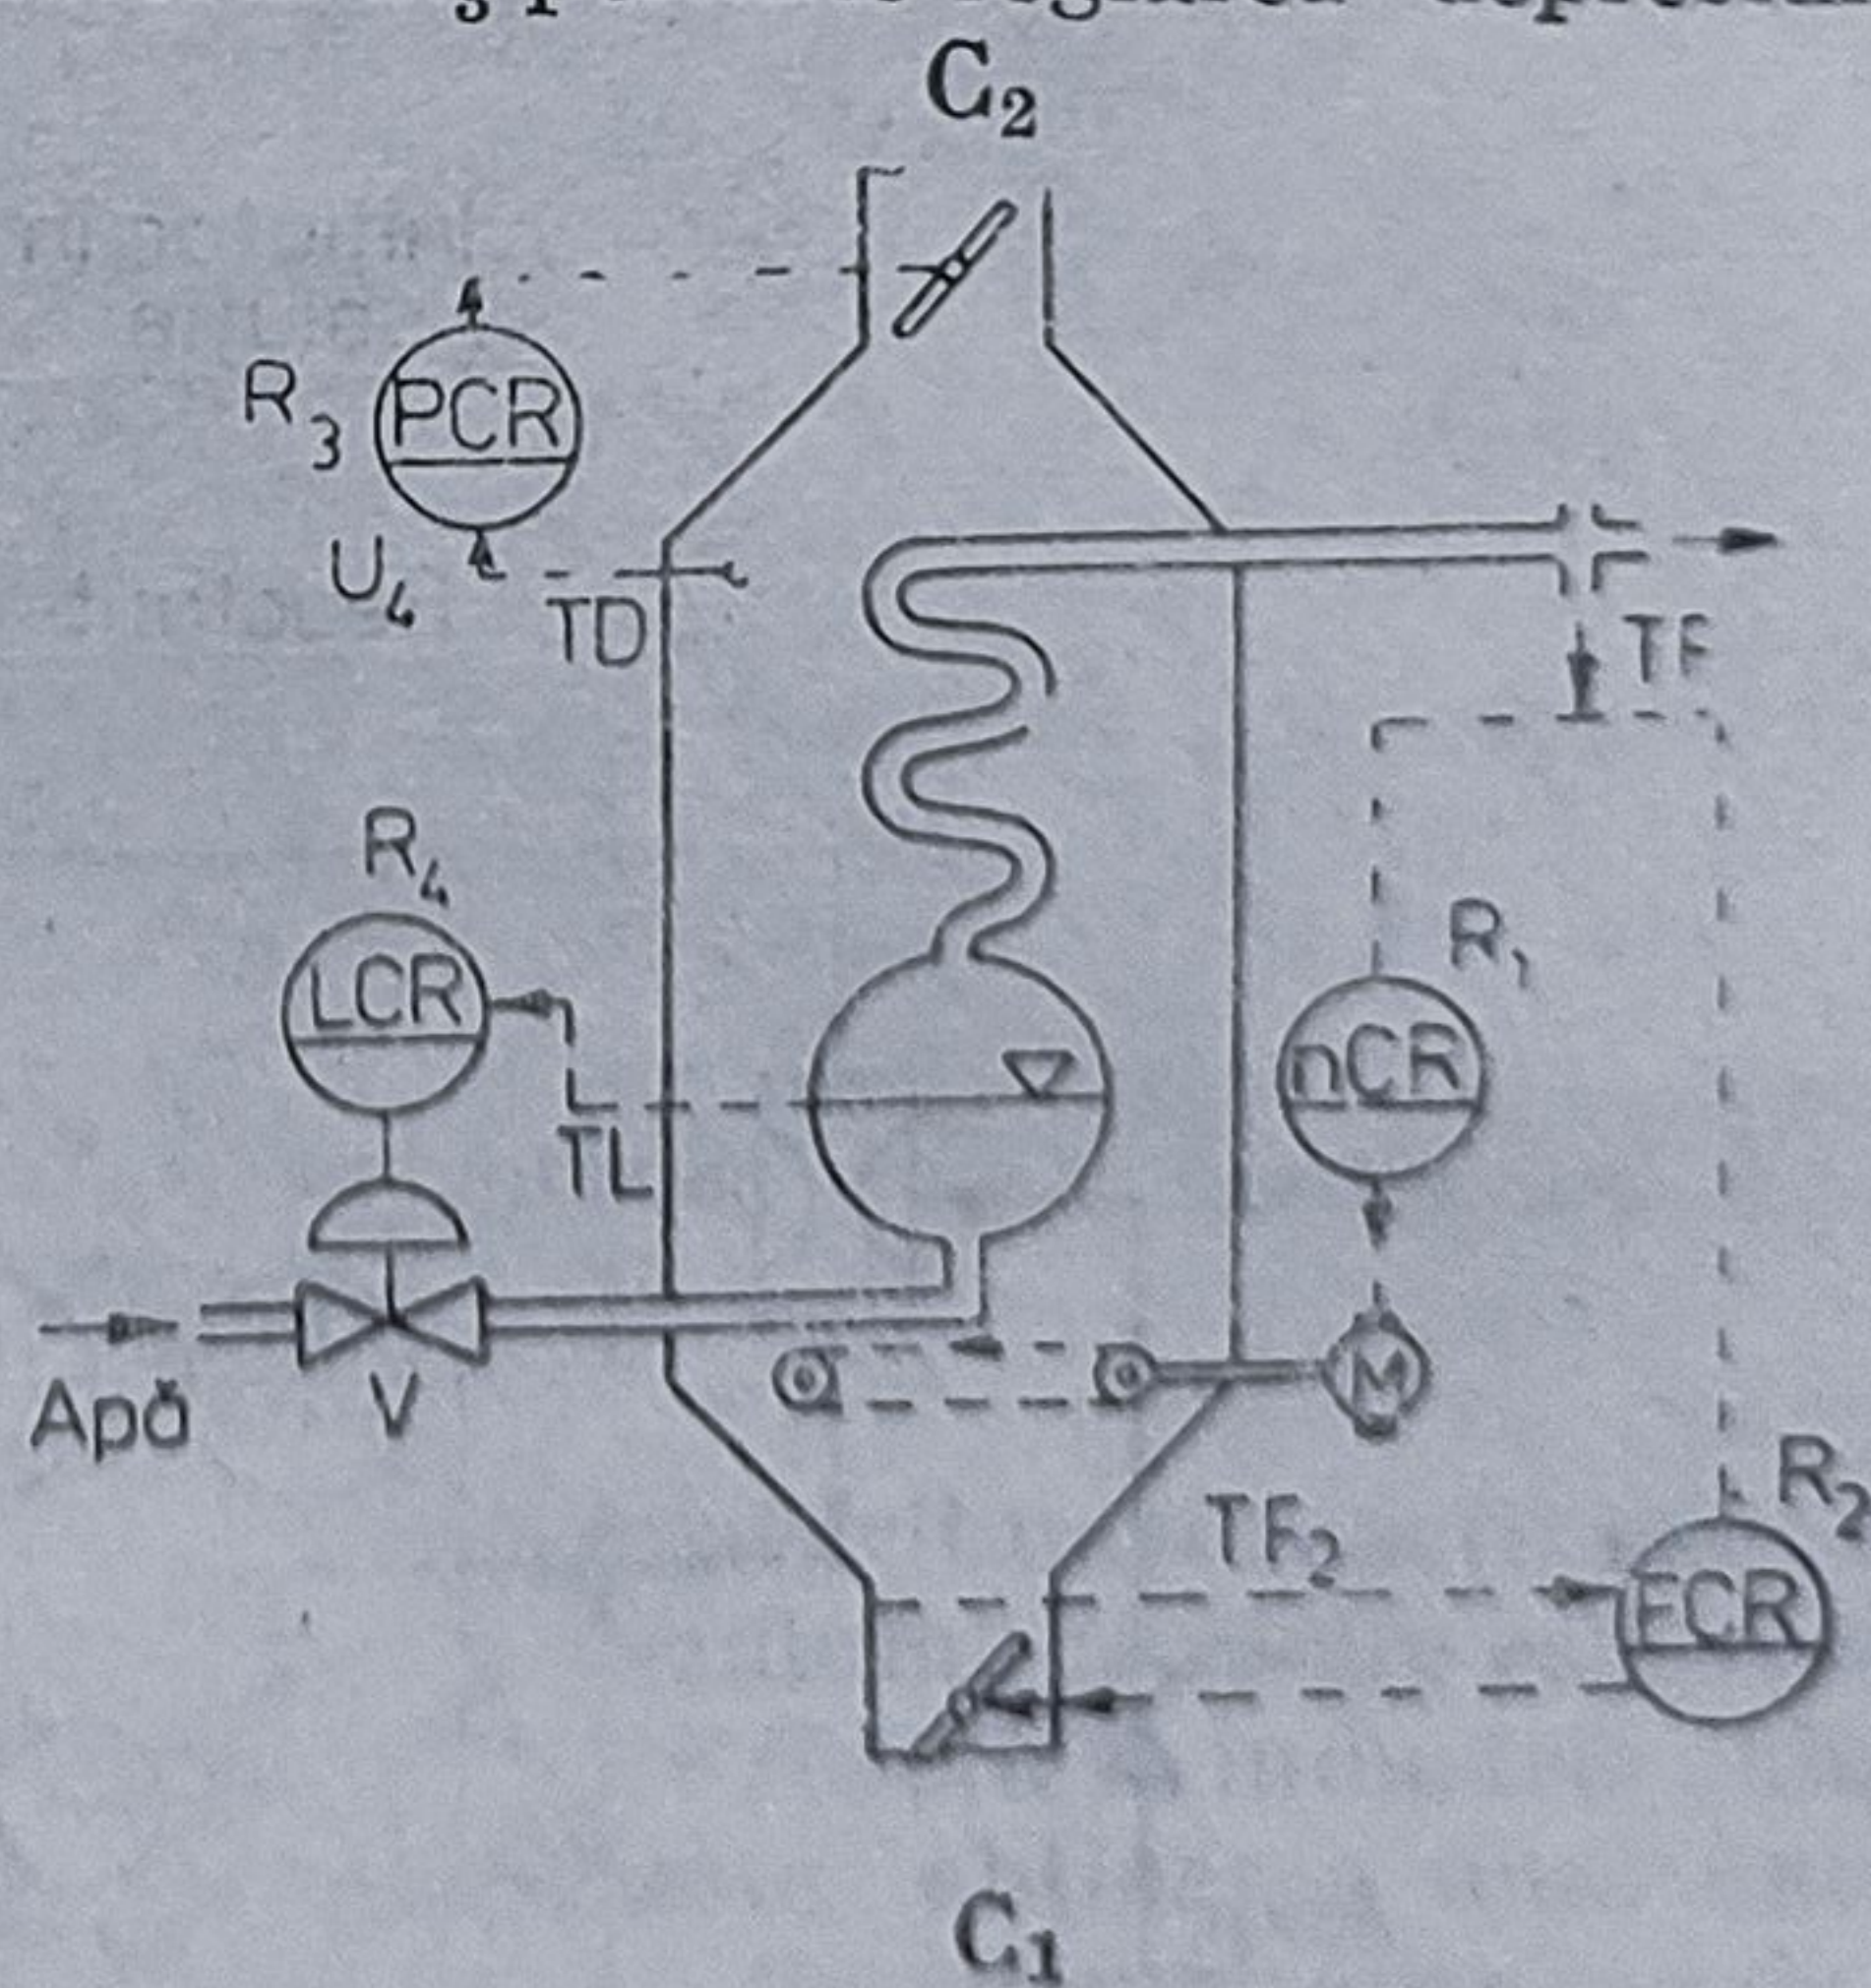 C₂
R₃
PCR
U₄
TD
TF
R₄
LCR
R₁
nCR
TL
M
Apă
V
R₂
TF₂
FCR
C₁